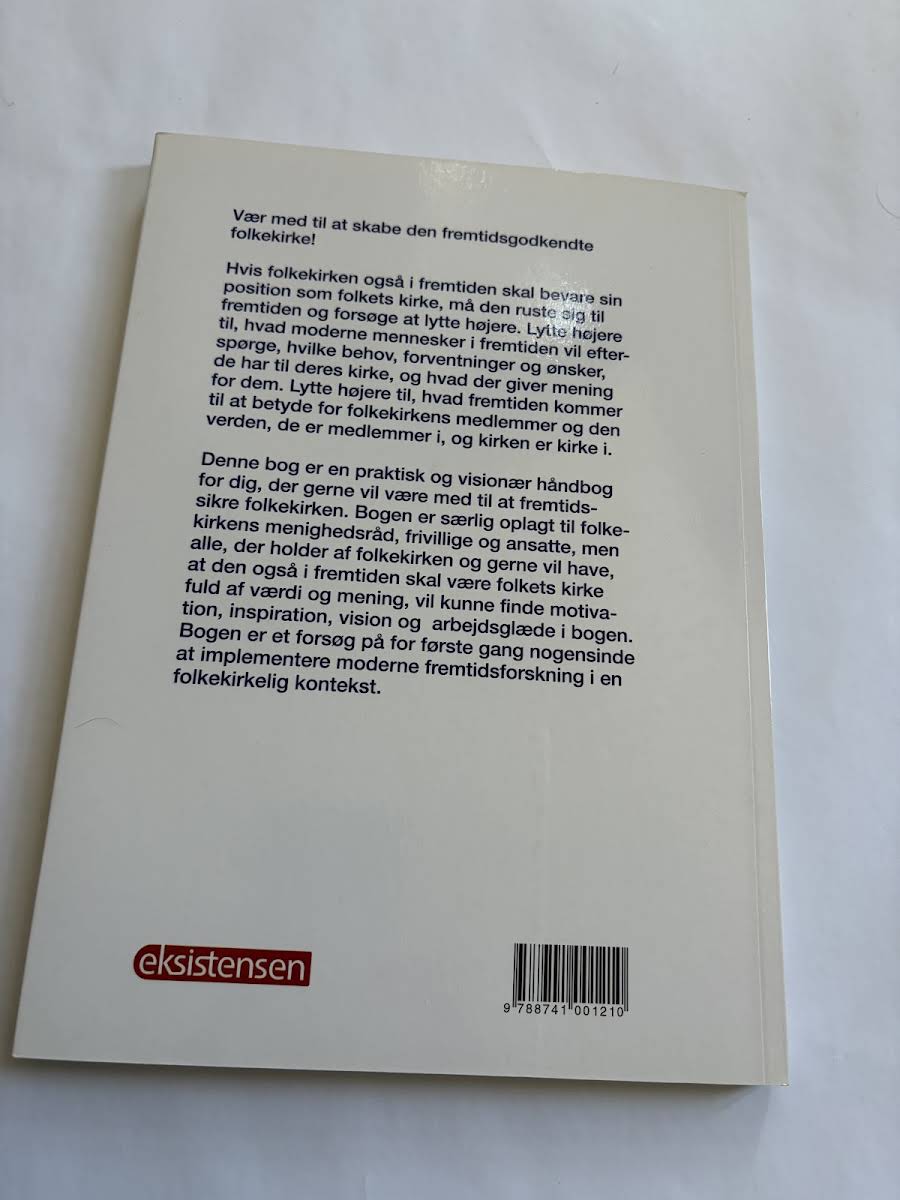 Vær med til at skabe den fremtidsgodkendte
folkekirke!
Hvis folkekirken også i fremtiden skal bevare sin
position som folkets kirke, må den ruste sig til
fremtiden og forsøge at lytte højere. Lytte højere
til, hvad moderne mennesker i fremtiden vil efter-
spørge, hvilke behov, forventninger og ønsker,
de har til deres kirke, og hvad der giver mening
for dem. Lytte højere til, hvad fremtiden kommer
til at betyde for folkekirkens medlemmer og den
verden, de er medlemmer i, og kirken er kirke i.
Denne bog er en praktisk og visionær håndbog
for dig, der gerne vil være med til at fremtids-
sikre folkekirken. Bogen er særlig oplagt til folke-
kirkens menighedsråd, frivillige og ansatte, men
alle, der holder af folkekirken og gerne vil have,
at den også i fremtiden skal være folkets kirke
fuld af værdi og mening, vil kunne finde motiva-
tion, inspiration, vision og arbejdsglæde i bogen.
Bogen er et forsøg på for første gang nogensinde
at implementere moderne fremtidsforskning i en
folkekirkelig kontekst.
eksistensen
9 788741 001210